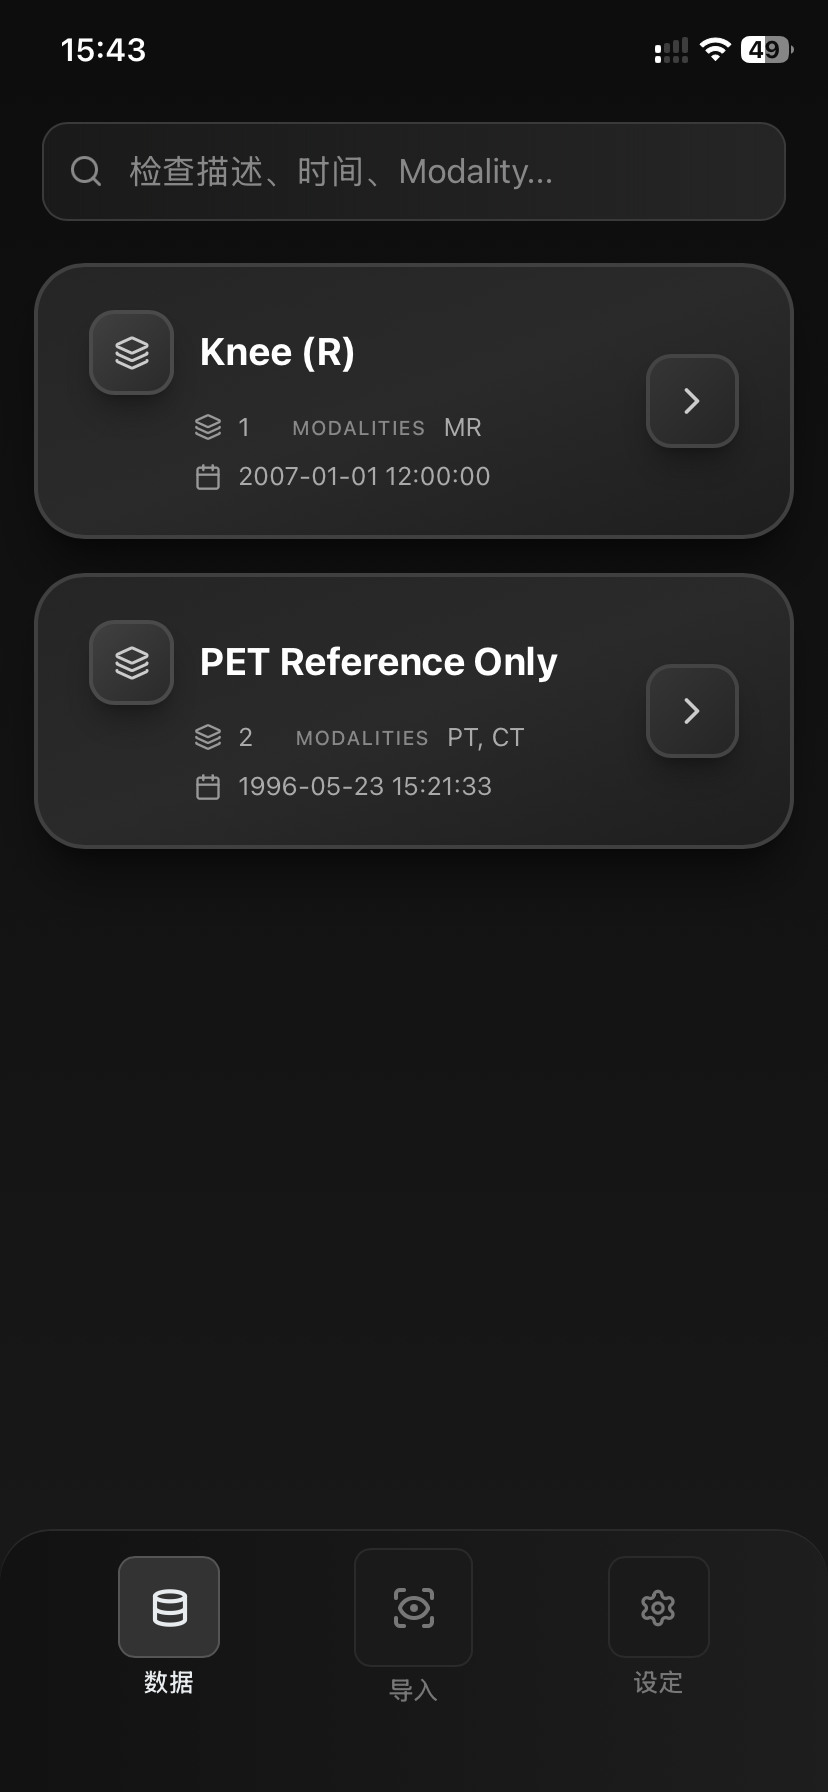 15:43
49
检查描述、时间、Modality...
Knee (R)
1 MODALITIES MR
2007-01-01 12:00:00
PET Reference Only
2 MODALITIES PT, CT
1996-05-23 15:21:33
数据
导入
设定